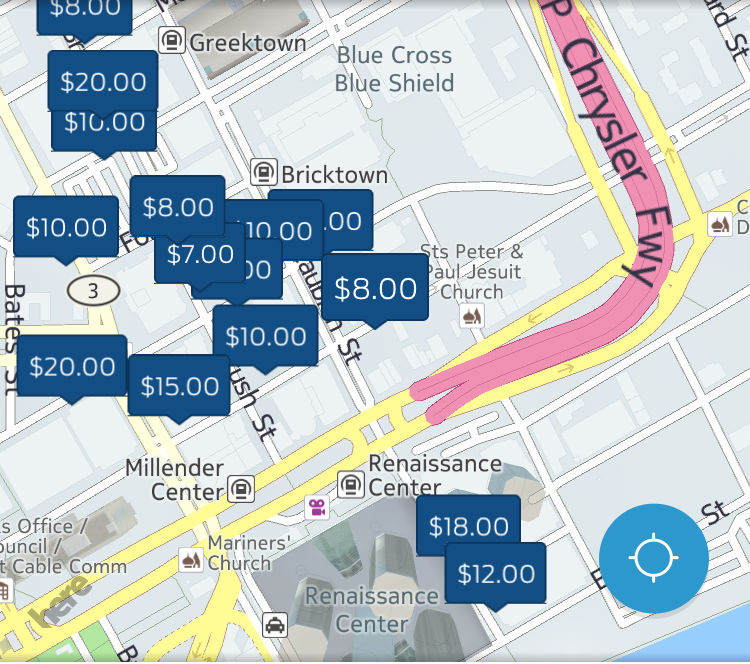 $8.00
Greektown
Blue Cross
Blue Shield
$20.00
$10.00
Chrysler Fwy
Bricktown
$10.00
$8.00
10.00
.00
$7.00
00
Sts Peter &
Paul Jesuit
Church
3
$8.00
Bates St
$10.00
St
$20.00
$15.00
St
Millender
Center
Renaissance
Center
$18.00
$12.00
St
s Office /
ouncil /
t Cable Comm
Mariners'
Church
here
Renaissance
Center